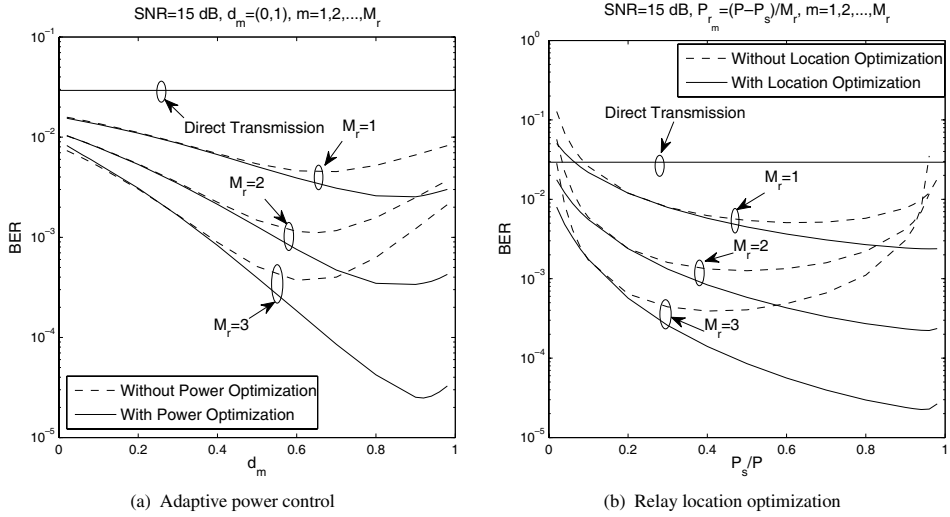 SNR=15 dB, d_m=(0,1), m=1,2,...,M_r
10^−1
10^−2
10^−3
10^−4
10^−5
BER
Direct Transmission
M_r=1
M_r=2
M_r=3
Without Power Optimization
With Power Optimization
0 0.2 0.4 0.6 0.8 1
d_m
(a) Adaptive power control
SNR=15 dB, P_{r_m}=(P−P_s)/M_r, m=1,2,...,M_r
10^0
10^−1
10^−2
10^−3
10^−4
10^−5
BER
Without Location Optimization
With Location Optimization
Direct Transmission
M_r=1
M_r=2
M_r=3
0 0.2 0.4 0.6 0.8 1
P_s/P
(b) Relay location optimization